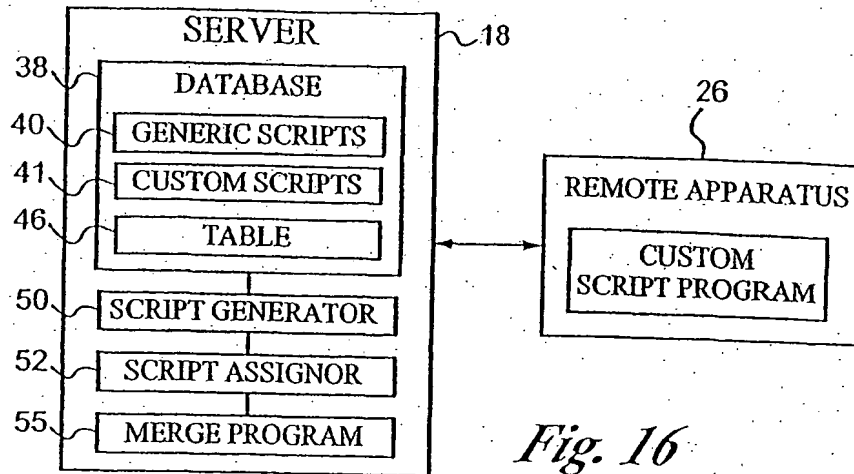 SERVER
18
38
DATABASE
40
GENERIC SCRIPTS
41
CUSTOM SCRIPTS
46
TABLE
50
SCRIPT GENERATOR
52
SCRIPT ASSIGNOR
55
MERGE PROGRAM
26
REMOTE APPARATUS
CUSTOM
SCRIPT PROGRAM
Fig. 16